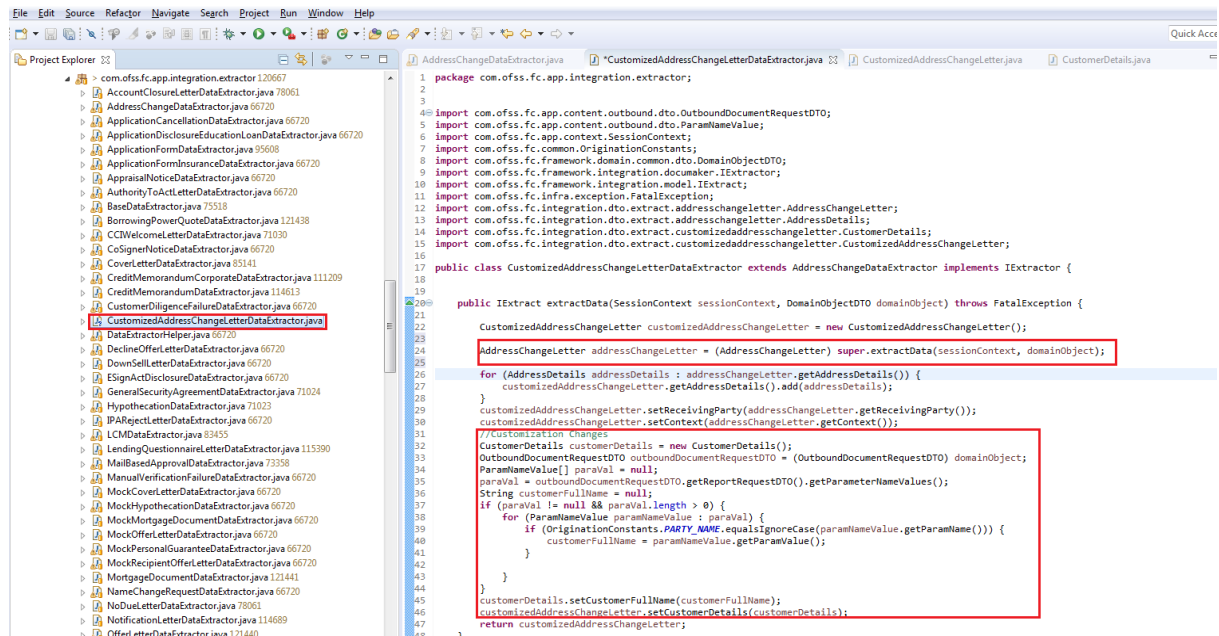 File Edit Source Refactor Navigate Search Project Run Window Help
Quick Acce
Project Explorer
> com.ofss.fc.app.integration.extractor 120667
AccountClosureLetterDataExtractor.java 78061
AddressChangeDataExtractor.java 66720
ApplicationCancellationDataExtractor.java 66720
ApplicationDisclosureEducationLoanDataExtractor.java 66720
ApplicationFormDataExtractor.java 95608
ApplicationFormInsuranceDataExtractor.java 66720
AppraisalNoticeDataExtractor.java 66720
AuthorityToActLetterDataExtractor.java 66720
BaseDataExtractor.java 75518
BorrowingPowerQuoteDataExtractor.java 121438
CCIWelcomeLetterDataExtractor.java 71030
CoSignerNoticeDataExtractor.java 66720
CoverLetterDataExtractor.java 85141
CreditMemorandumCorporateDataExtractor.java 111209
CreditMemorandumDataExtractor.java 114613
CustomerDiligenceFailureDataExtractor.java 66720
CustomizedAddressChangeLetterDataExtractor.java
DataExtractorHelper.java 66720
DeclineOfferLetterDataExtractor.java 66720
DownSellLetterDataExtractor.java 66720
ESignActDisclosureDataExtractor.java 66720
GeneralSecurityAgreementDataExtractor.java 71024
HypothecationDataExtractor.java 71023
IPARejectLetterDataExtractor.java 66720
LCMDataExtractor.java 83455
LendingQuestionnaireLetterDataExtractor.java 115390
MailBasedApprovalDataExtractor.java 73358
ManualVerificationFailureDataExtractor.java 66720
MockCoverLetterDataExtractor.java 66720
MockHypothecationDataExtractor.java 66720
MockMortgageDocumentDataExtractor.java 66720
MockOfferLetterDataExtractor.java 66720
MockPersonalGuaranteeDataExtractor.java 66720
MockRecipientOfferLetterDataExtractor.java 66720
MortgageDocumentDataExtractor.java 121441
NameChangeRequestDataExtractor.java 66720
NoDueLetterDataExtractor.java 78061
NotificationLetterDataExtractor.java 114689
OfferLetterDataExtractor.java 121440
AddressChangeDataExtractor.java *CustomizedAddressChangeLetterDataExtractor.java CustomizedAddressChangeLetter.java CustomerDetails.java
1 package com.ofss.fc.app.integration.extractor;
2
3
4 import com.ofss.fc.app.content.outbound.dto.OutboundDocumentRequestDTO;
5 import com.ofss.fc.app.content.outbound.dto.ParamNameValue;
6 import com.ofss.fc.app.context.SessionContext;
7 import com.ofss.fc.common.OriginationConstants;
8 import com.ofss.fc.framework.domain.common.dto.DomainObjectDTO;
9 import com.ofss.fc.framework.integration.documaker.IExtractor;
10 import com.ofss.fc.framework.integration.model.IExtract;
11 import com.ofss.fc.infra.exception.FatalException;
12 import com.ofss.fc.integration.dto.extract.addresschangeletter.AddressChangeLetter;
13 import com.ofss.fc.integration.dto.extract.addresschangeletter.AddressDetails;
14 import com.ofss.fc.integration.dto.extract.customizedaddresschangeletter.CustomerDetails;
15 import com.ofss.fc.integration.dto.extract.customizedaddresschangeletter.CustomizedAddressChangeLetter;
16
17 public class CustomizedAddressChangeLetterDataExtractor extends AddressChangeDataExtractor implements IExtractor {
18
19
20 public IExtract extractData(SessionContext sessionContext, DomainObjectDTO domainObject) throws FatalException {
21
22 CustomizedAddressChangeLetter customizedAddressChangeLetter = new CustomizedAddressChangeLetter();
23
24 AddressChangeLetter addressChangeLetter = (AddressChangeLetter) super.extractData(sessionContext, domainObject);
25
26 for (AddressDetails addressDetails : addressChangeLetter.getAddressDetails()) {
27 customizedAddressChangeLetter.getAddressDetails().add(addressDetails);
28 }
29 customizedAddressChangeLetter.setReceivingParty(addressChangeLetter.getReceivingParty());
30 customizedAddressChangeLetter.setContext(addressChangeLetter.getContext());
31 //Customization Changes
32 CustomerDetails customerDetails = new CustomerDetails();
33 OutboundDocumentRequestDTO outboundDocumentRequestDTO = (OutboundDocumentRequestDTO) domainObject;
34 ParamNameValue[] paraVal = null;
35 paraVal = outboundDocumentRequestDTO.getReportRequestDTO().getParameterNameValues();
36 String customerFullName = null;
37 if (paraVal != null && paraVal.length > 0) {
38 for (ParamNameValue paramNameValue : paraVal) {
39 if (OriginationConstants.PARTY_NAME.equalsIgnoreCase(paramNameValue.getParamName())) {
40 customerFullName = paramNameValue.getParamValue();
41 }
42
43 }
44 }
45 customerDetails.setCustomerFullName(customerFullName);
46 customizedAddressChangeLetter.setCustomerDetails(customerDetails);
47 return customizedAddressChangeLetter;
48 }